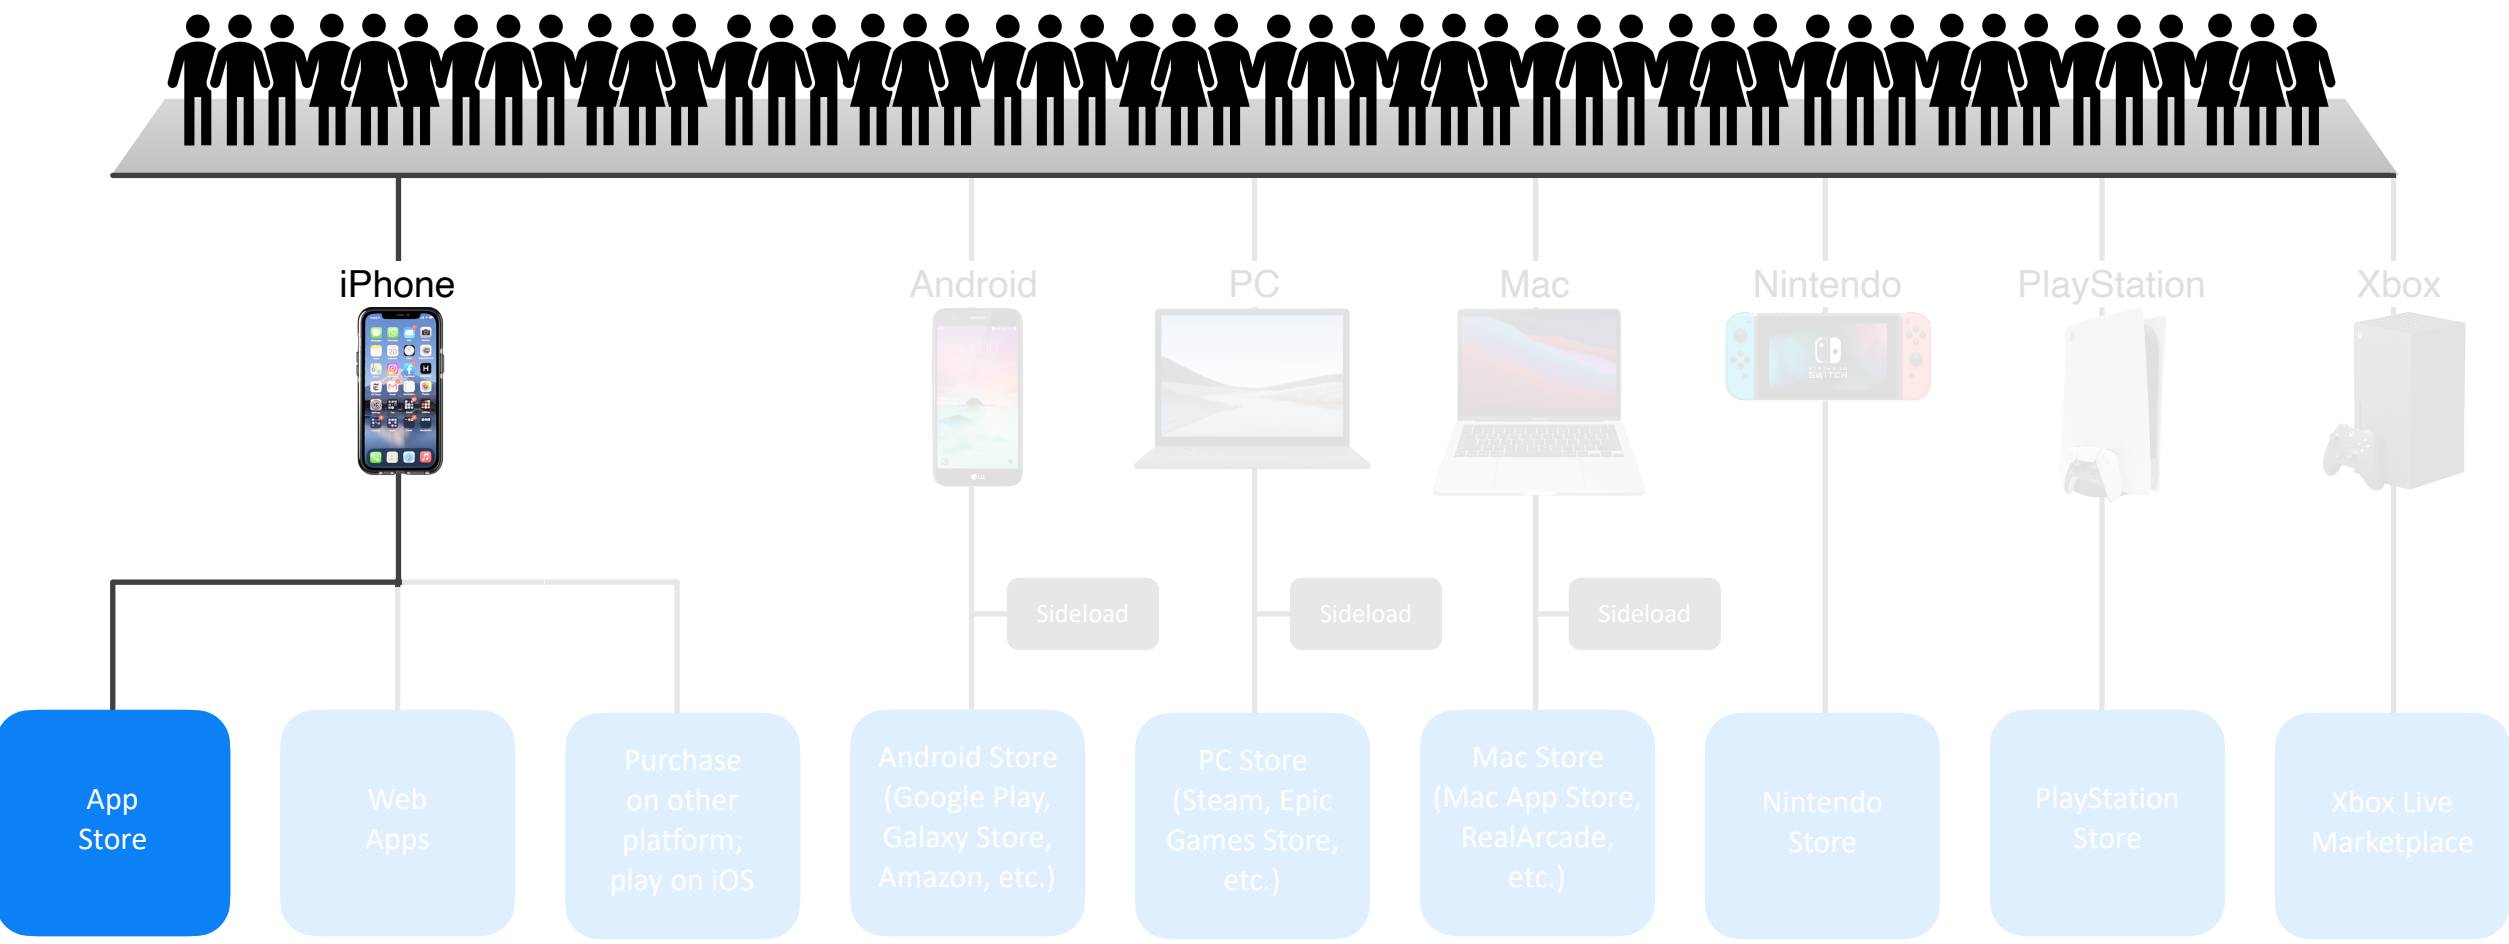 iPhone
Android
PC
Mac
Nintendo
PlayStation
Xbox
SWITCH
LG
Sideload
Sideload
Sideload
App
Store
Web
Apps
Purchase
on other
platform;
play on iOS
Android Store
(Google Play,
Galaxy Store,
Amazon, etc.)
PC Store
(Steam, Epic
Games Store,
etc.)
Mac Store
(Mac App Store,
RealArcade,
etc.)
Nintendo
Store
PlayStation
Store
Xbox Live
Marketplace